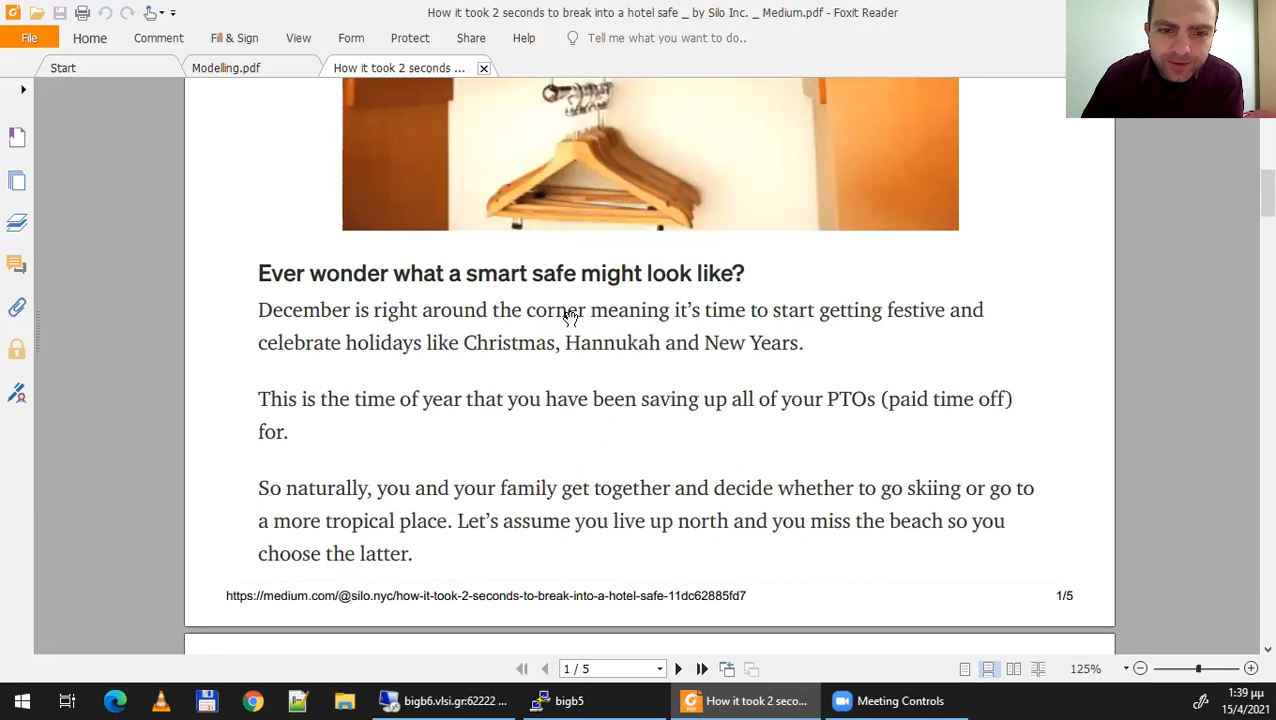 How it took 2 seconds to break into a hotel safe _ by Silo Inc. _ Medium.pdf - Foxit Reader
File Home Comment Fill & Sign View Form Protect Share Help Tell me what you want to do..
Start Modelling.pdf How it took 2 seconds ...
Ever wonder what a smart safe might look like?
December is right around the corner meaning it’s time to start getting festive and
celebrate holidays like Christmas, Hannukah and New Years.
This is the time of year that you have been saving up all of your PTOs (paid time off)
for.
So naturally, you and your family get together and decide whether to go skiing or go to
a more tropical place. Let’s assume you live up north and you miss the beach so you
choose the latter.
https://medium.com/@silo.nyc/how-it-took-2-seconds-to-break-into-a-hotel-safe-11dc62885fd7 1/5
1 / 5 125%
bigb6.vlsi.gr:62222 ... bigb5 How it took 2 seco... Meeting Controls 1:39 μμ
15/4/2021